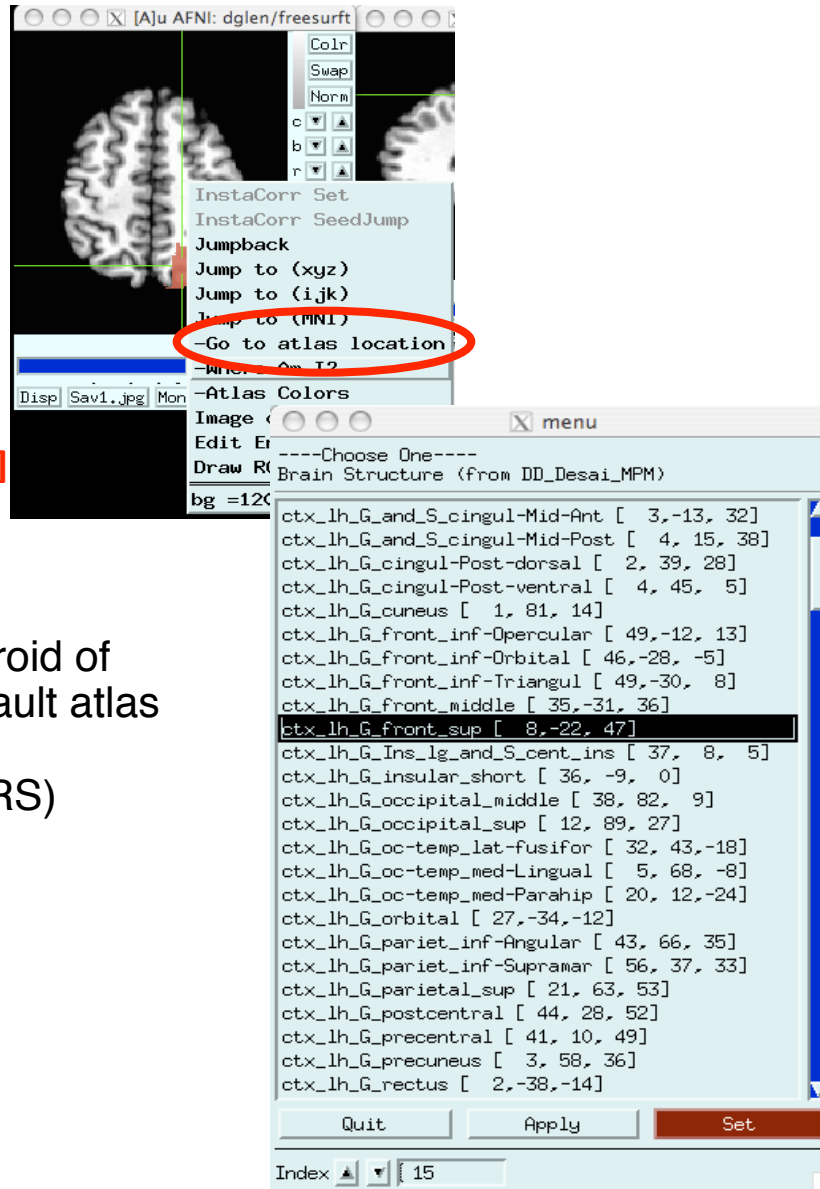 [A]u AFNI: dglen/freesurft
Colr
Swap
Norm
c
b
r
InstaCorr Set
InstaCorr SeedJump
Jumpback
Jump to (xyz)
Jump to (ijk)
Jump to (MNI)
-Go to atlas location
-Where Am I?
-Atlas Colors
Disp Sav1.jpg Mon
Image
Edit
Draw
bg =12
menu
----Choose One----
Brain Structure (from DD_Desai_MPM)
ctx_lh_G_and_S_cingul-Mid-Ant [  3,-13, 32]
ctx_lh_G_and_S_cingul-Mid-Post [  4, 15, 38]
ctx_lh_G_cingul-Post-dorsal [  2, 39, 28]
ctx_lh_G_cingul-Post-ventral [  4, 45,  5]
ctx_lh_G_cuneus [  1, 81, 14]
ctx_lh_G_front_inf-Opercular [ 49,-12, 13]
ctx_lh_G_front_inf-Orbital [ 46,-28, -5]
ctx_lh_G_front_inf-Triangul [ 49,-30,  8]
ctx_lh_G_front_middle [ 35,-31, 36]
ctx_lh_G_front_sup [  8,-22, 47]
ctx_lh_G_Ins_lg_and_S_cent_ins [ 37,  8,  5]
ctx_lh_G_insular_short [ 36, -9,  0]
ctx_lh_G_occipital_middle [ 38, 82,  9]
ctx_lh_G_occipital_sup [ 12, 89, 27]
ctx_lh_G_oc-temp_lat-fusifor [ 32, 43,-18]
ctx_lh_G_oc-temp_med-Lingual [  5, 68, -8]
ctx_lh_G_oc-temp_med-Parahip [ 20, 12,-24]
ctx_lh_G_orbital [ 27,-34,-12]
ctx_lh_G_pariet_inf-Angular [ 43, 66, 35]
ctx_lh_G_pariet_inf-Supramar [ 56, 37, 33]
ctx_lh_G_parietal_sup [ 21, 63, 53]
ctx_lh_G_postcentral [ 44, 28, 52]
ctx_lh_G_precentral [ 41, 10, 49]
ctx_lh_G_precuneus [  3, 58, 36]
ctx_lh_G_rectus [  2,-38,-14]
Quit Apply Set
Index 15
roid of
ault atlas
RS)